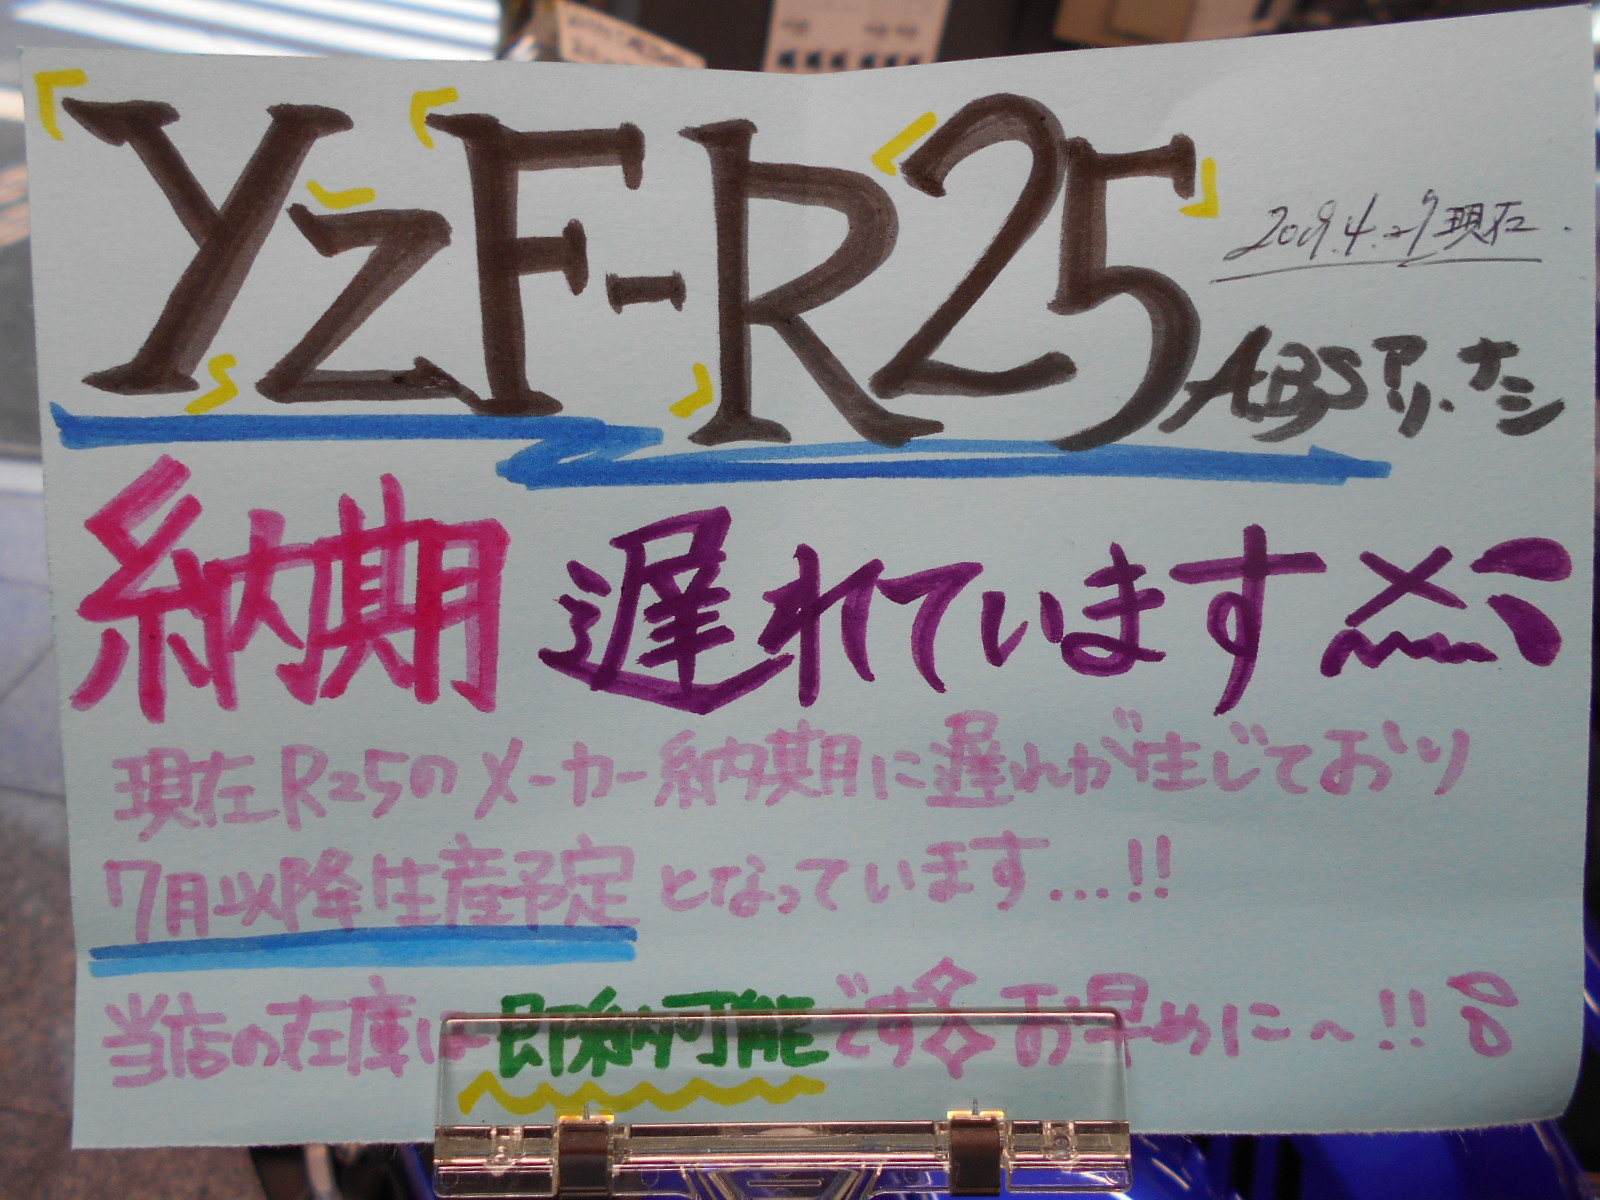 YZF-R25
2019.4.27現在.
ABSアリ・ナシ
納期 遅れています
現在R25のメーカー納期に遅れが生じており
7月以降生産予定となっています...!!
当店の在庫は即納可能ですお早めに〜!!